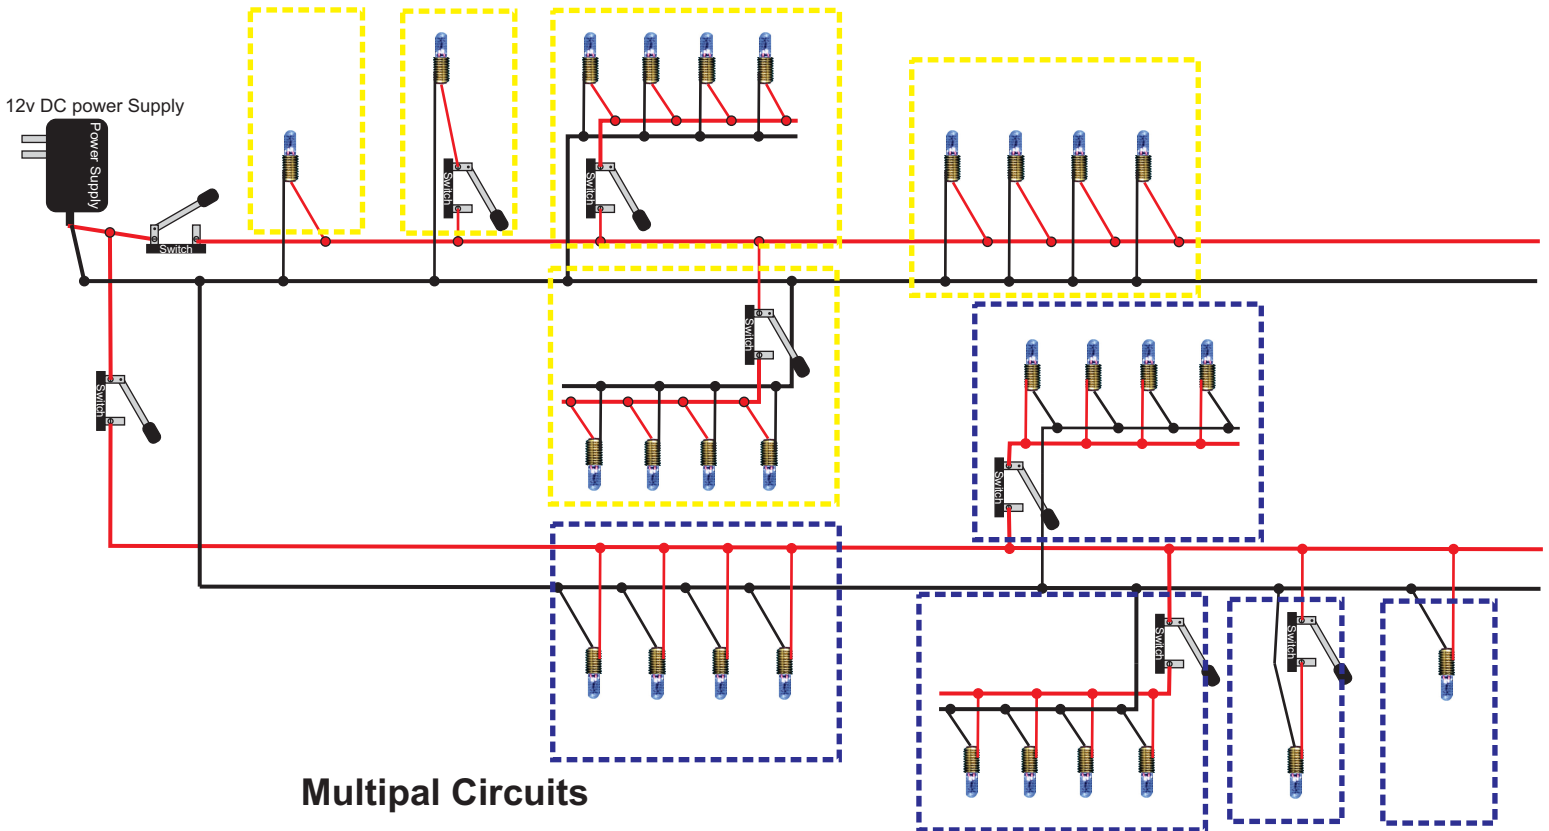 12v DC power Supply
Power Supply
Switch
Switch
Switch
Switch
Switch
Switch
Switch
Switch
Multipal Circuits